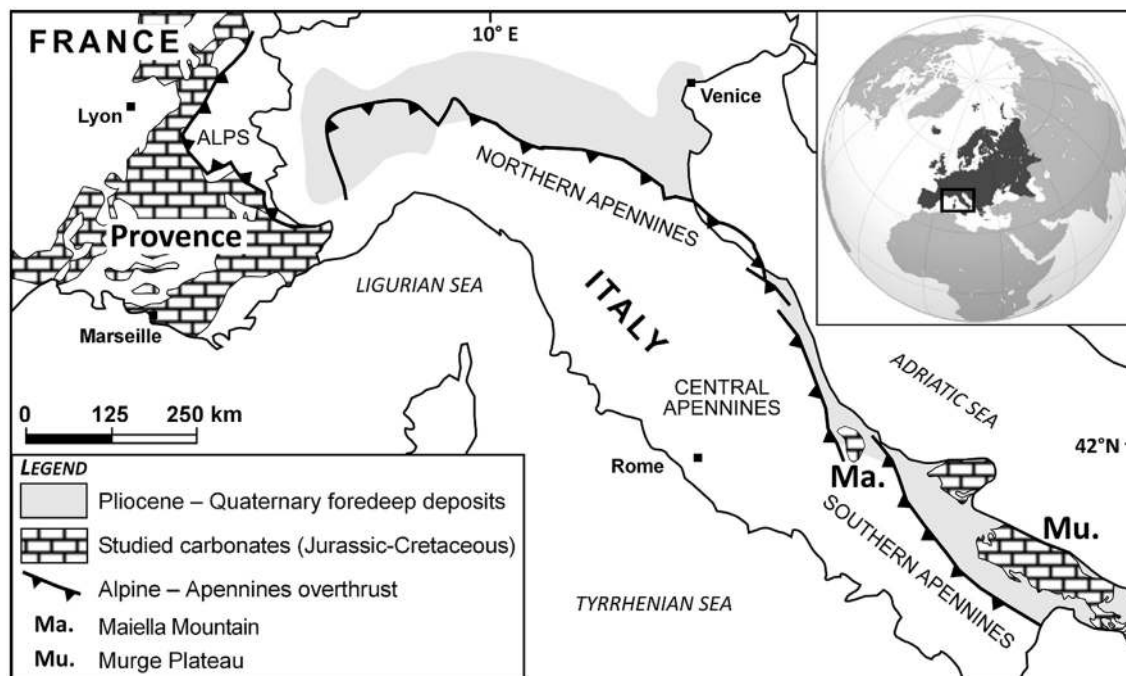 FRANCE
10° E
Lyon
ALPS
Venice
NORTHERN APENNINES
Provence
LIGURIAN SEA
ITALY
Marseille
ADRIATIC SEA
CENTRAL
APENNINES
0 125 250 km
42°N
Rome
Ma.
Mu.
SOUTHERN APENNINES
TYRRHENIAN SEA
LEGEND
Pliocene – Quaternary foredeep deposits
Studied carbonates (Jurassic-Cretaceous)
Alpine – Apennines overthrust
Ma. Maiella Mountain
Mu. Murge Plateau